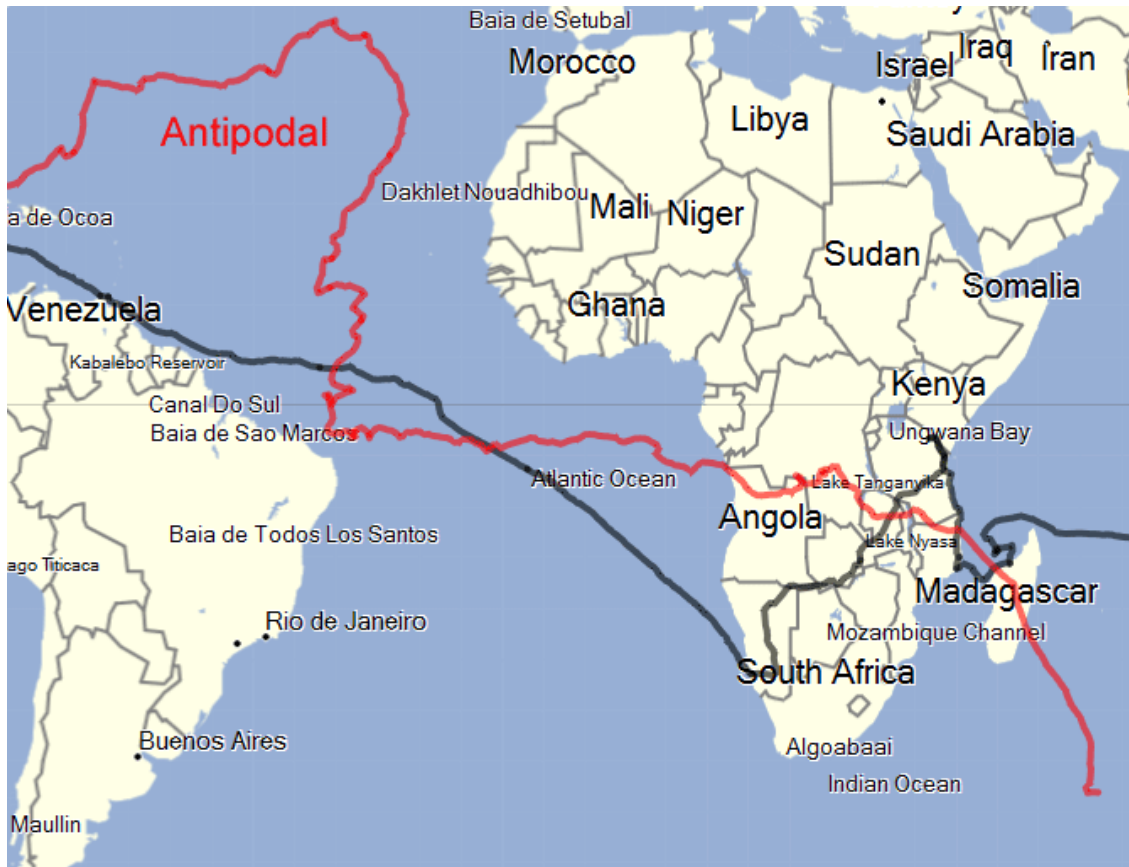 Baia de Setubal
Morocco
Iraq
Iran
Israel
Libya
Saudi Arabia
Antipodal
Dakhlet Nouadhibou
Mali
Niger
a de Ocoa
Sudan
Somalia
Venezuela
Ghana
Kabalebo Reservoir
Kenya
Canal Do Sul
Baia de Sao Marcos
Ungwana Bay
Atlantic Ocean
Lake Tanganyika
Angola
Baia de Todos Los Santos
Lake Nyasa
ago Titicaca
Madagascar
Rio de Janeiro
Mozambique Channel
South Africa
Buenos Aires
Algoabaai
Indian Ocean
Maullin